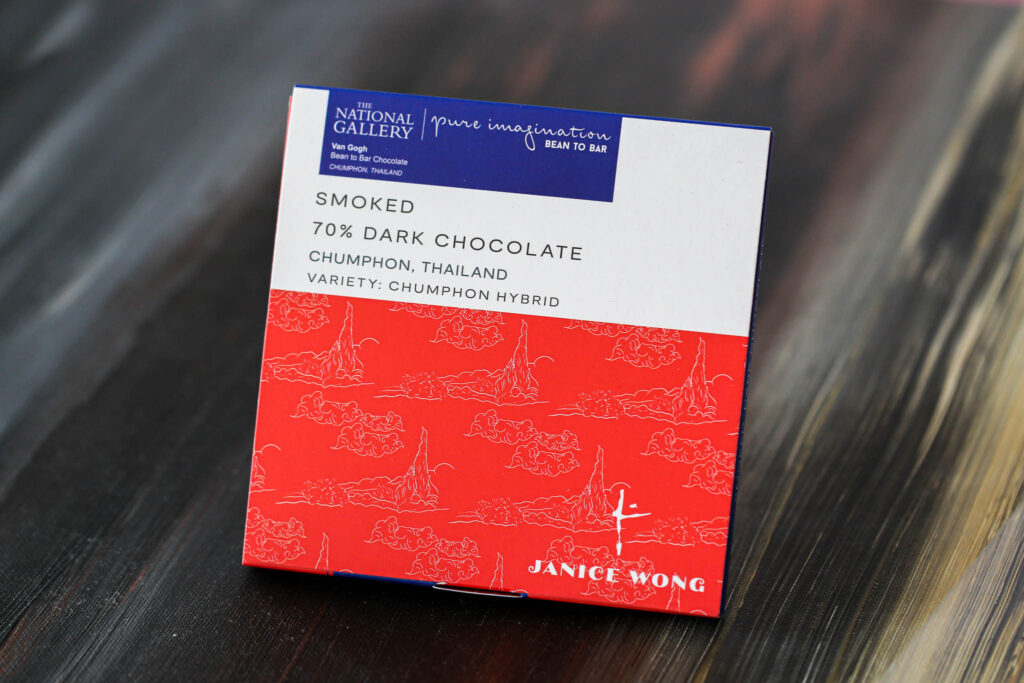 THE
NATIONAL
GALLERY
pure imagination
BEAN TO BAR
Van Gogh
Bean to Bar Chocolate
CHUMPHON, THAILAND
SMOKED
70% DARK CHOCOLATE
CHUMPHON, THAILAND
VARIETY: CHUMPHON HYBRID
JANICE WONG